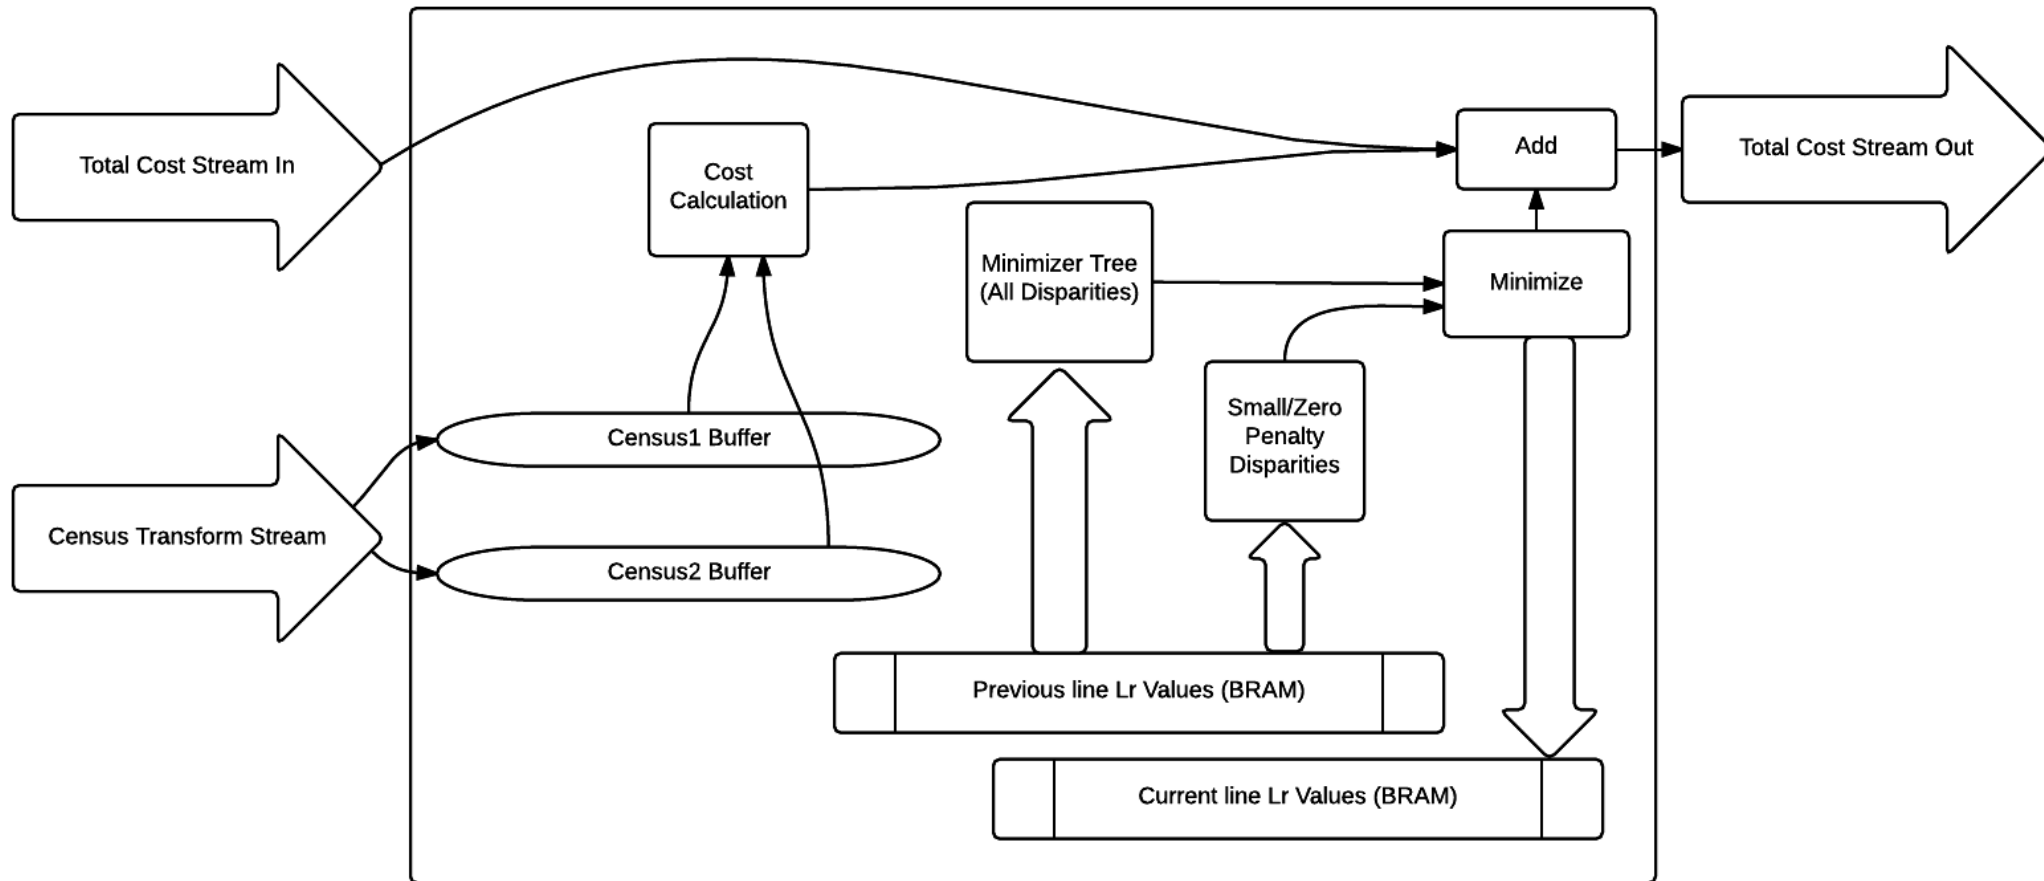 Total Cost Stream In
Cost
Calculation
Add
Total Cost Stream Out
Minimizer Tree
(All Disparities)
Minimize
Small/Zero
Penalty
Disparities
Census1 Buffer
Census Transform Stream
Census2 Buffer
Previous line Lr Values (BRAM)
Current line Lr Values (BRAM)